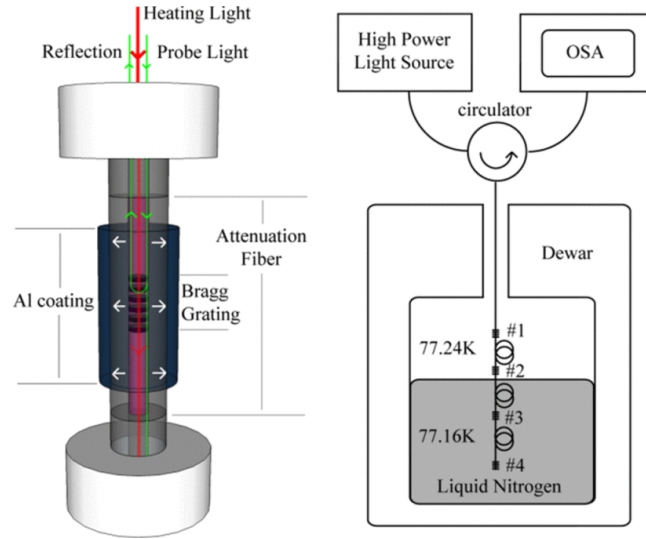 Heating Light
Reflection
Probe Light
Attenuation
Fiber
Al coating
Bragg
Grating
High Power
Light Source
OSA
circulator
Dewar
#1
77.24K
#2
#3
77.16K
#4
Liquid Nitrogen